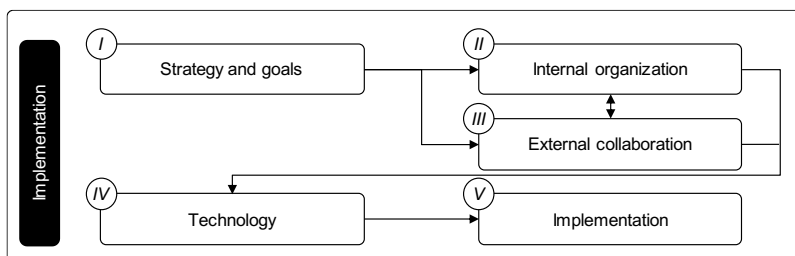 Implementation
I
Strategy and goals
II
Internal organization
III
External collaboration
IV
Technology
V
Implementation